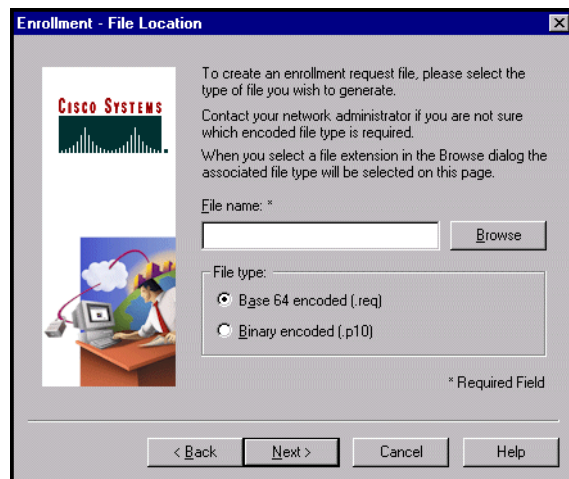 Enrollment - File Location
CISCO SYSTEMS
To create an enrollment request file, please select the
type of file you wish to generate.
Contact your network administrator if you are not sure
which encoded file type is required.
When you select a file extension in the Browse dialog the
associated file type will be selected on this page.
File name: *
Browse
File type:
Base 64 encoded (.req)
Binary encoded (.p10)
* Required Field
< Back
Next >
Cancel
Help